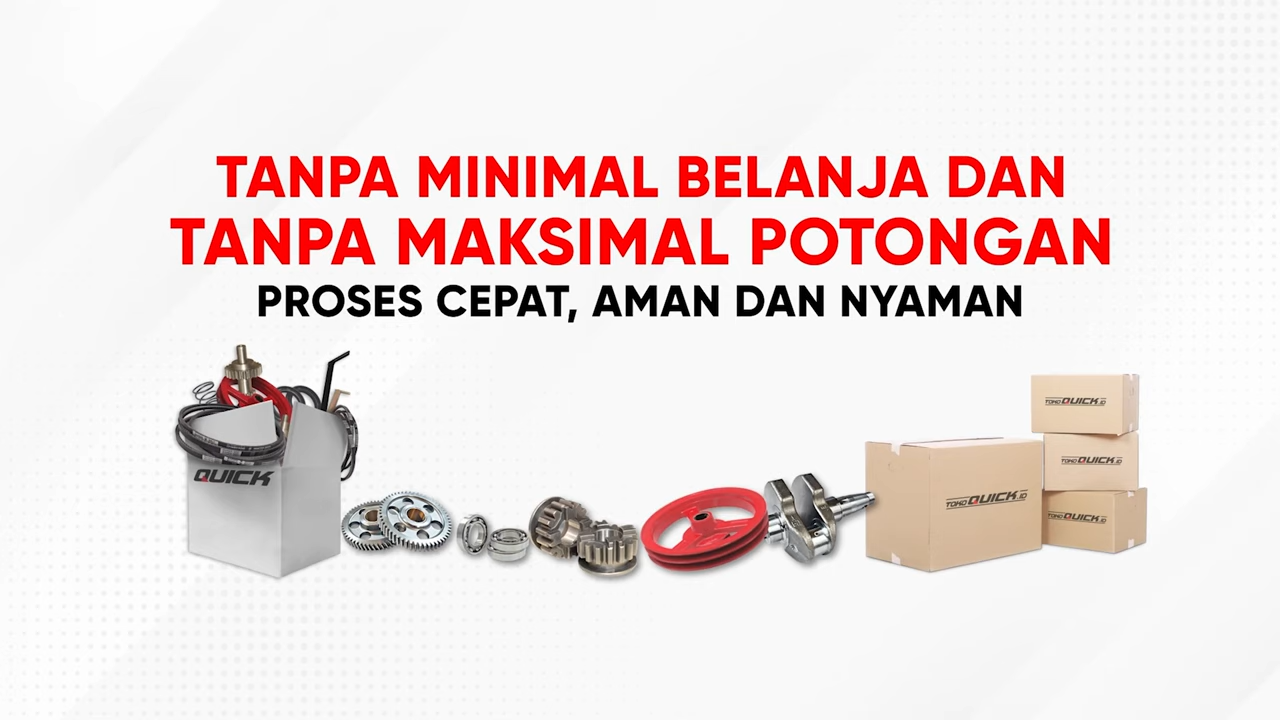 TANPA MINIMAL BELANJA DAN
TANPA MAKSIMAL POTONGAN
PROSES CEPAT, AMAN DAN NYAMAN
QUICK
TOKOQUICK.ID
TOKOQUICK.ID
TOKOQUICK.ID
TOKOQUICK.ID